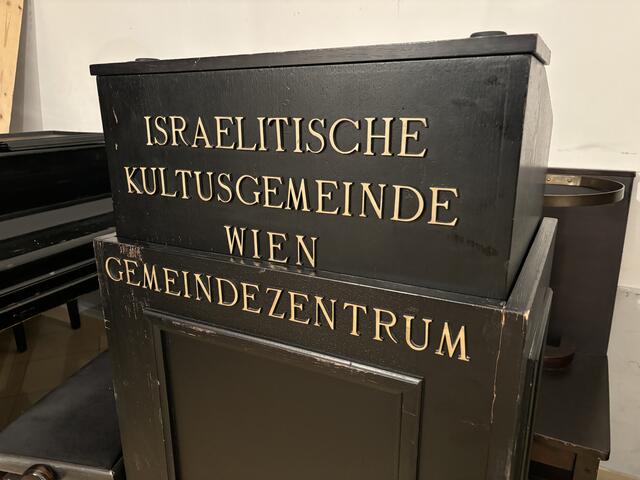 ISRAELITISCHE
KULTUSGEMEINDE
WIEN
GEMEINDEZENTRUM